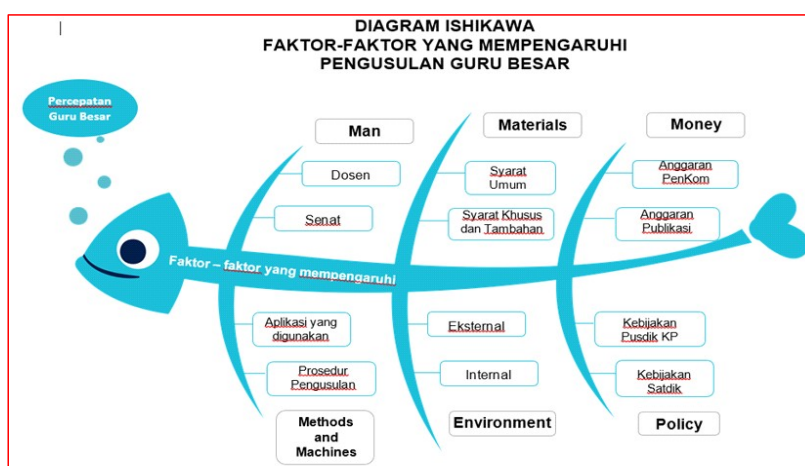 DIAGRAM ISHIKAWA
FAKTOR-FAKTOR YANG MEMPENGARUHI
PENGUSULAN GURU BESAR
Percepatan
Guru Besar
Man
Materials
Money
Dosen
Syarat
Umum
Anggaran
PenKom
Senat
Syarat Khusus
dan Tambahan
Anggaran
Publikasi
Faktor – faktor yang mempengaruhi
Aplikasi yang
digunakan
Eksternal
Kebijakan
Pusdik KP
Prosedur
Pengusulan
Internal
Kebijakan
Satdik
Methods
and
Machines
Environment
Policy